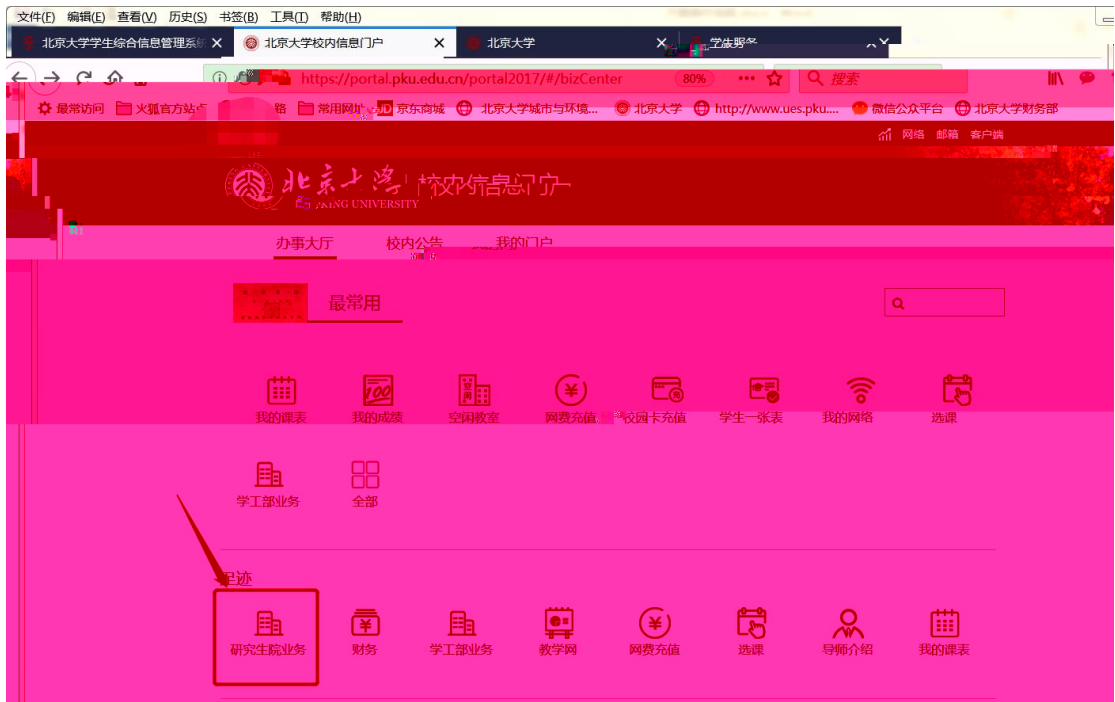 文件(F) 编辑(E) 查看(V) 历史(S) 书签(B) 工具(T) 帮助(H)
北京大学学生综合信息管理系统 北京大学校内信息门户 北京大学 学生服务
https://portal.pku.edu.cn/portal2017/#/bizCenter 80% 搜索
最常访问 火狐官方站点 常用网址 JD 京东商城 北京大学城市与环境... 北京大学 http://www.ues.pku.... 微信公众平台 北京大学财务部
网络 邮箱 客户端
北京大学 校内信息门户
PEKING UNIVERSITY
办事大厅 校内公告 我的门户
最常用
我的课表 我的成绩 空闲教室 网费充值 校园卡充值 学生一张表 我的网络 选课
学工部业务 全部
足迹
研究生院业务 财务 学工部业务 教学网 网费充值 选课 导师介绍 我的课表